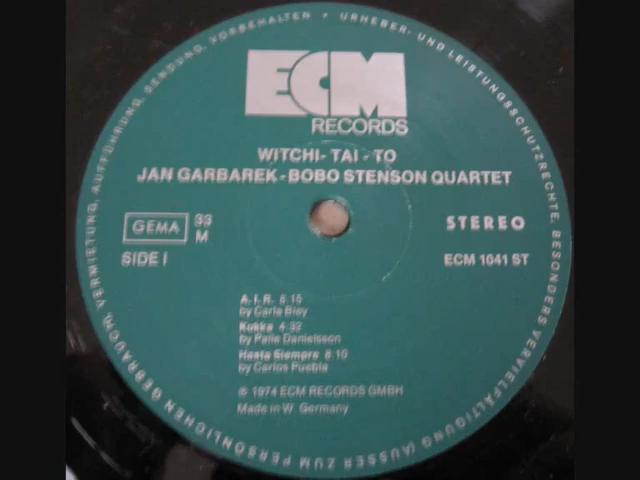 ECM
RECORDS
WITCHI - TAI - TO
JAN GARBAREK - BOBO STENSON QUARTET
GEMA
33
M
STEREO
SIDE I
ECM 1041 ST
A. I. R. 8:15
by Carla Bley
Kukka 4:32
by Palle Danielsson
Hasta Siempre 8:10
by Carlos Puebla
℗ 1974 ECM RECORDS GMBH
Made in W. Germany
URHEBER- UND LEISTUNGSSCHUTZRECHTE, BESONDERS VERVIELFÄLTIGUNG (AUSSER ZUM PERSÖNLICHEN GEBRAUCH), VERMIETUNG, AUFFÜHRUNG, SENDUNG, VORBEHALTEN •